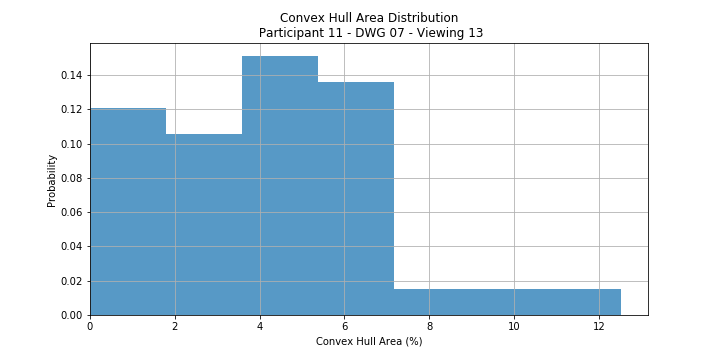 Convex Hull Area Distribution
Participant 11 - DWG 07 - Viewing 13
0.14
0.12
0.10
0.08
0.06
0.04
0.02
0.00
Probability
0 2 4 6 8 10 12
Convex Hull Area (%)